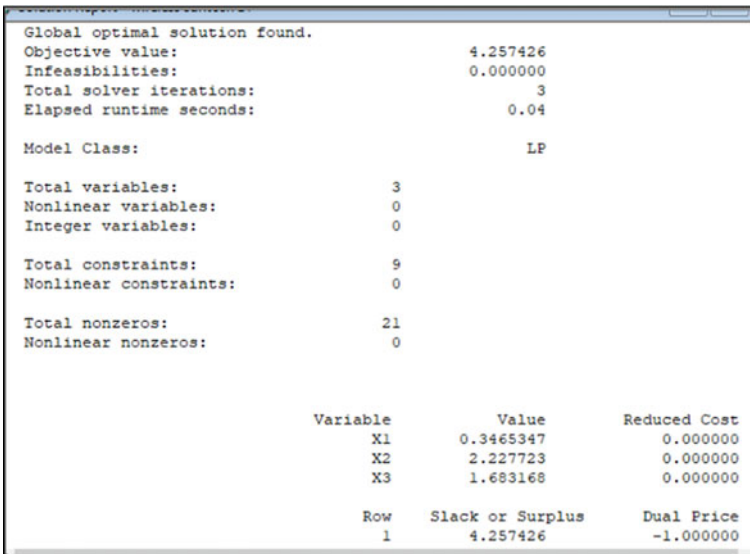 Global optimal solution found.
Objective value: 4.257426
Infeasibilities: 0.000000
Total solver iterations: 3
Elapsed runtime seconds: 0.04
Model Class: LP
Total variables: 3
Nonlinear variables: 0
Integer variables: 0
Total constraints: 9
Nonlinear constraints: 0
Total nonzeros: 21
Nonlinear nonzeros: 0
Variable Value Reduced Cost
X1 0.3465347 0.000000
X2 2.227723 0.000000
X3 1.683168 0.000000
Row Slack or Surplus Dual Price
1 4.257426 -1.000000